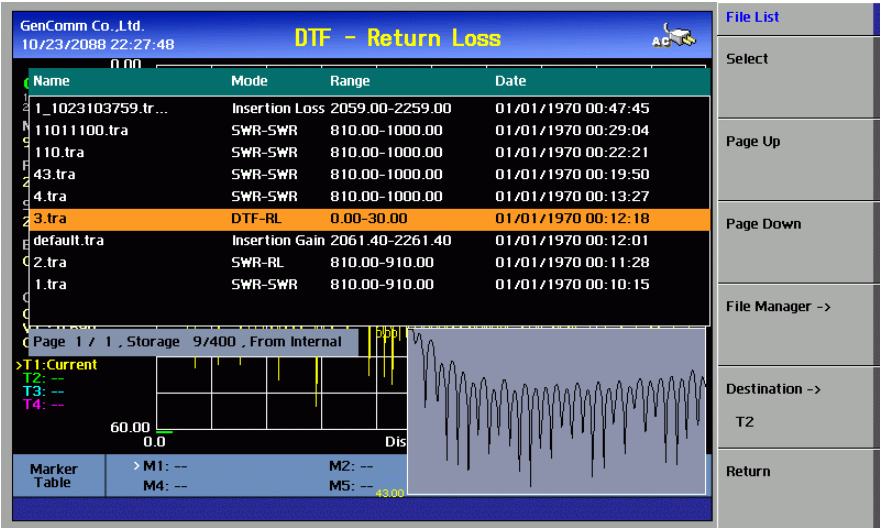 GenComm Co.,Ltd.
10/23/2088 22:27:48
DTF - Return Loss
AC
File List
Select
Page Up
Page Down
File Manager ->
Destination ->
T2
Return
0.00
Name Mode Range Date
1_1023103759.tr... Insertion Loss 2059.00-2259.00 01/01/1970 00:47:45
11011100.tra SWR-SWR 810.00-1000.00 01/01/1970 00:29:04
110.tra SWR-SWR 810.00-1000.00 01/01/1970 00:22:21
43.tra SWR-SWR 810.00-1000.00 01/01/1970 00:19:50
4.tra SWR-SWR 810.00-1000.00 01/01/1970 00:13:27
3.tra DTF-RL 0.00-30.00 01/01/1970 00:12:18
default.tra Insertion Gain 2061.40-2261.40 01/01/1970 00:12:01
2.tra SWR-RL 810.00-910.00 01/01/1970 00:11:28
1.tra SWR-SWR 810.00-910.00 01/01/1970 00:10:15
Page 1 / 1 , Storage 9/400 , From Internal
>T1:Current
T2: --
T3: --
T4: --
60.00
0.0
Dis
Marker Table
>M1: -- M2: --
M4: -- M5: --
43.00